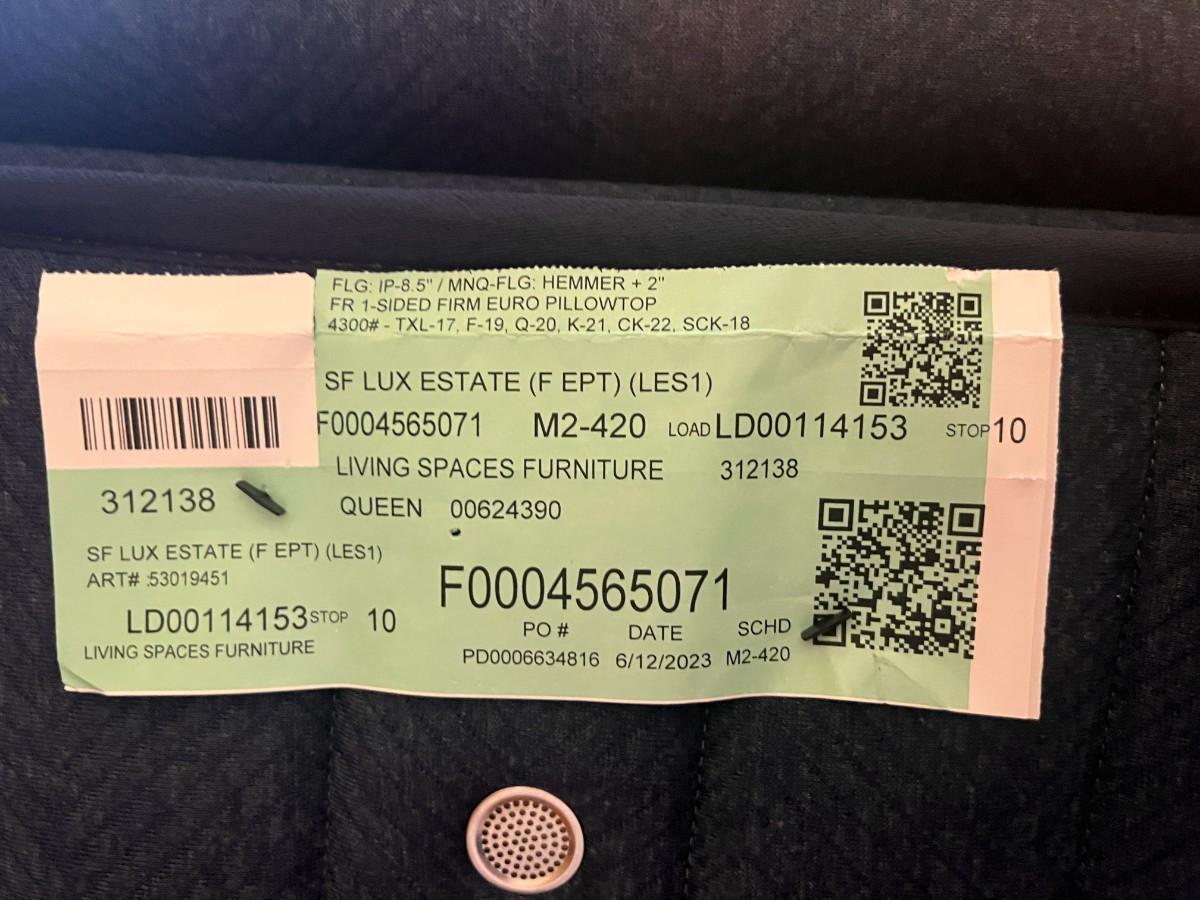 FLG: IP-8.5" / MNQ-FLG: HEMMER + 2"
FR 1-SIDED FIRM EURO PILLOWTOP
4300# - TXL-17, F-19, Q-20, K-21, CK-22, SCK-18
SF LUX ESTATE (F EPT) (LES1)
F0004565071 M2-420 LOAD LD00114153 STOP 10
LIVING SPACES FURNITURE 312138
QUEEN 00624390
312138
SF LUX ESTATE (F EPT) (LES1)
ART# :53019451
LD00114153 STOP 10
LIVING SPACES FURNITURE
F0004565071
PO # DATE SCHD
PD0006634816 6/12/2023 M2-420